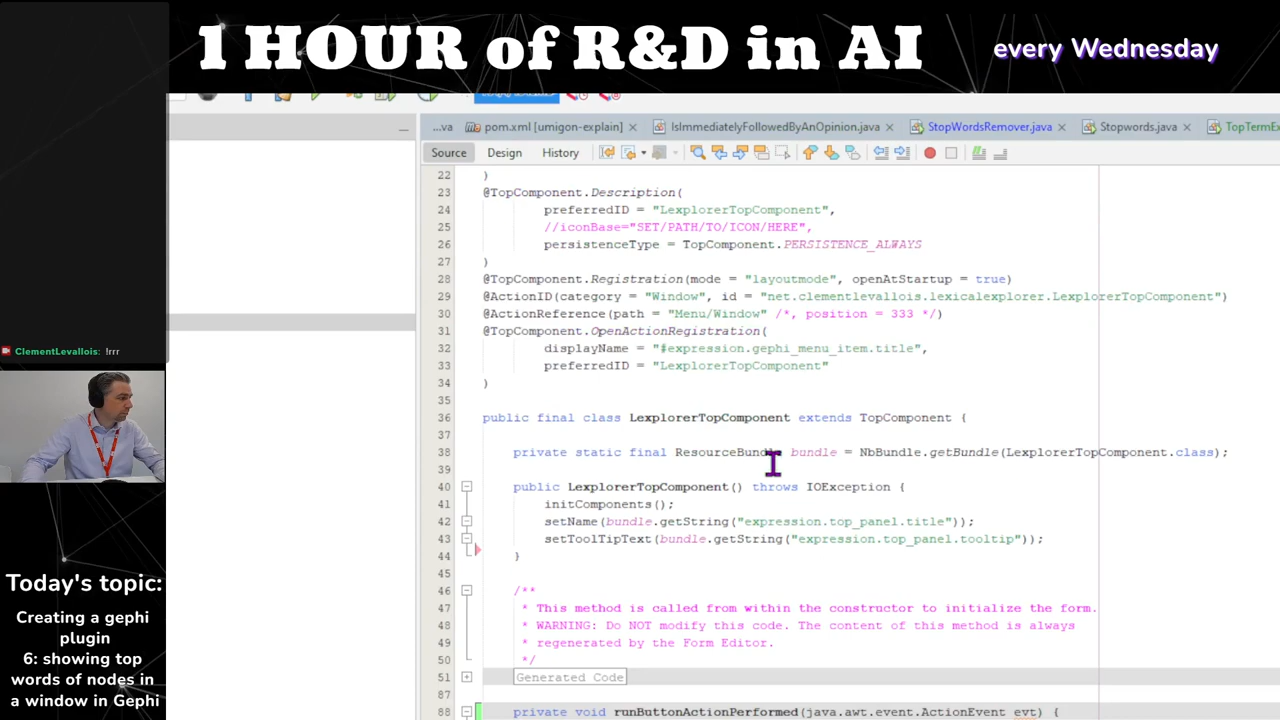 1 HOUR of R&D in AI
every Wednesday
...va
pom.xml [umigon-explain]
IsImmediatelyFollowedByAnOpinion.java
StopWordsRemover.java
Stopwords.java
TopTermEx
Source
Design
History
22 )
23 @TopComponent.Description(
24 preferredID = "LexplorerTopComponent",
25 //iconBase="SET/PATH/TO/ICON/HERE",
26 persistenceType = TopComponent.PERSISTENCE_ALWAYS
27 )
28 @TopComponent.Registration(mode = "layoutmode", openAtStartup = true)
29 @ActionID(category = "Window", id = "net.clementlevallois.lexicalexplorer.LexplorerTopComponent")
30 @ActionReference(path = "Menu/Window" /*, position = 333 */)
31 @TopComponent.OpenActionRegistration(
32 displayName = "#expression.gephi_menu_item.title",
33 preferredID = "LexplorerTopComponent"
34 )
35
36 public final class LexplorerTopComponent extends TopComponent {
37
38 private static final ResourceBundle bundle = NbBundle.getBundle(LexplorerTopComponent.class);
39
40 public LexplorerTopComponent() throws IOException {
41 initComponents();
42 setName(bundle.getString("expression.top_panel.title"));
43 setToolTipText(bundle.getString("expression.top_panel.tooltip"));
44 }
45
46 /**
47 * This method is called from within the constructor to initialize the form.
48 * WARNING: Do NOT modify this code. The content of this method is always
49 * regenerated by the Form Editor.
50 */
51 Generated Code
87
88 private void runButtonActionPerformed(java.awt.event.ActionEvent evt) {
ClementLevallois: !rrr
Today's topic:
Creating a gephi
plugin
6: showing top
words of nodes in
a window in Gephi